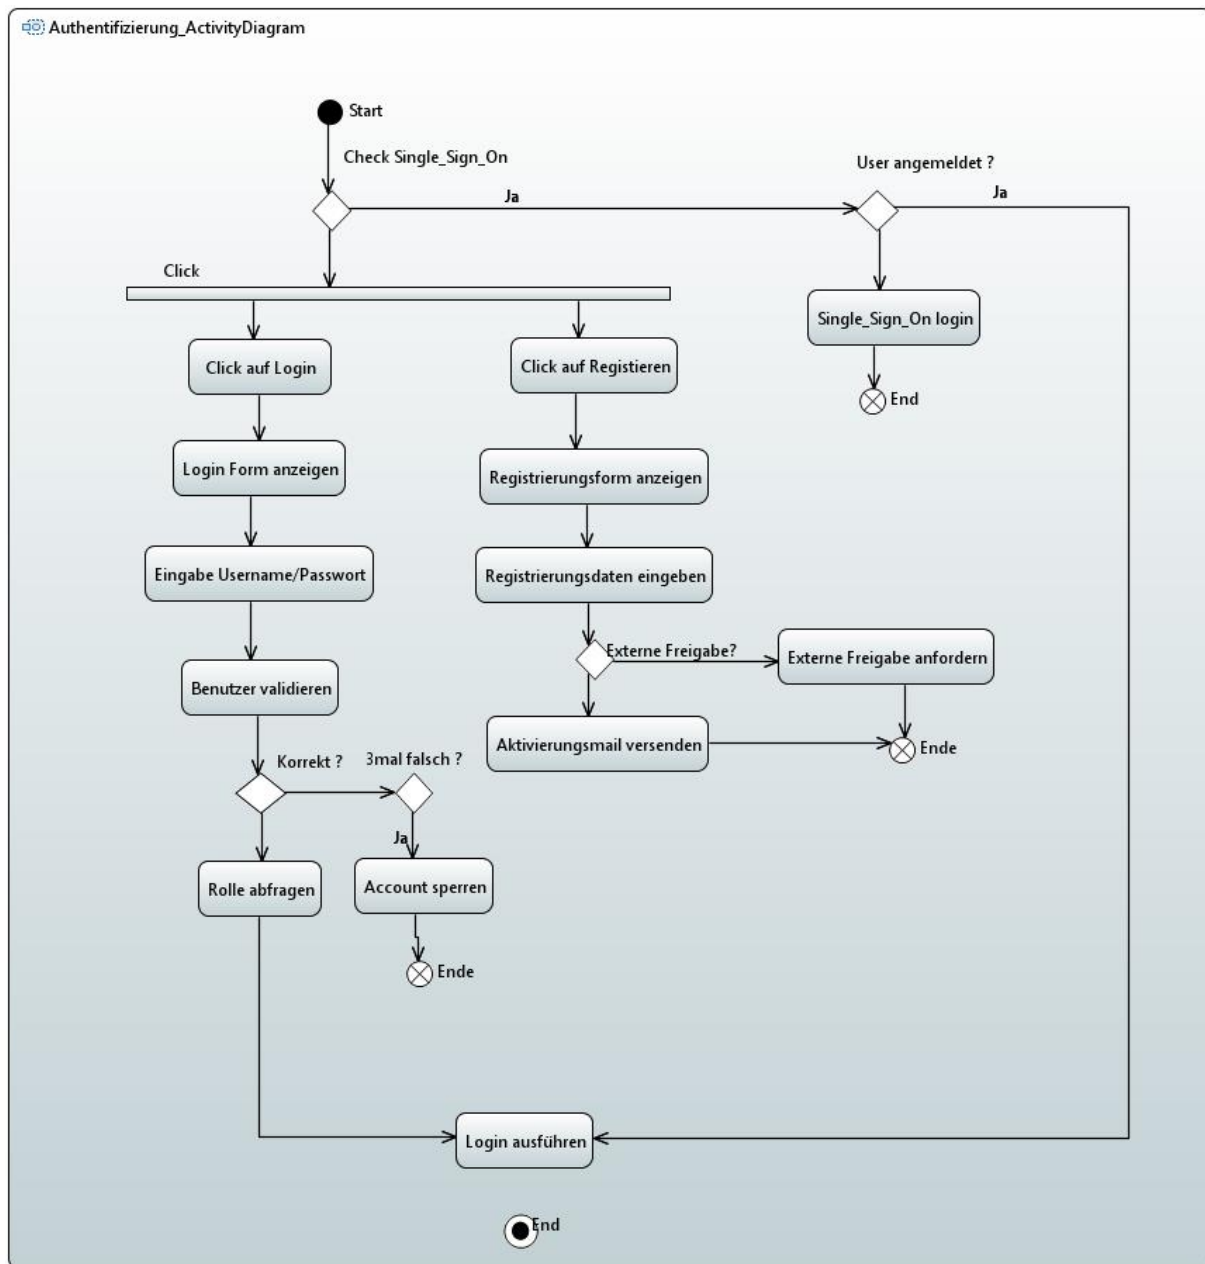 Authentifizierung_ActivityDiagram
Start
Check Single_Sign_On
User angemeldet ?
Ja
Ja
Click
Single_Sign_On login
Click auf Login
Click auf Registieren
End
Login Form anzeigen
Registrierungsform anzeigen
Eingabe Username/Passwort
Registrierungsdaten eingeben
Externe Freigabe?
Externe Freigabe anfordern
Benutzer validieren
Aktivierungsmail versenden
Ende
Korrekt ?
3mal falsch ?
Ja
Rolle abfragen
Account sperren
Ende
Login ausführen
End